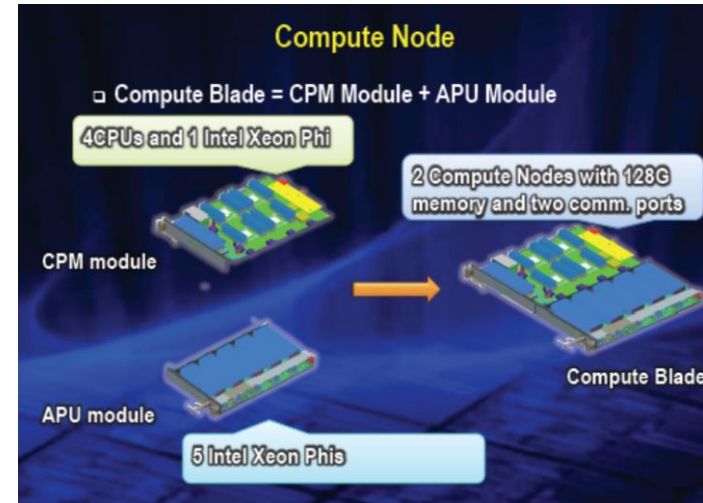 Compute Node
Compute Blade = CPM Module + APU Module
4CPUs and 1 Intel Xeon Phi
2 Compute Nodes with 128G
memory and two comm. ports
CPM module
Compute Blade
APU module
5 Intel Xeon Phis